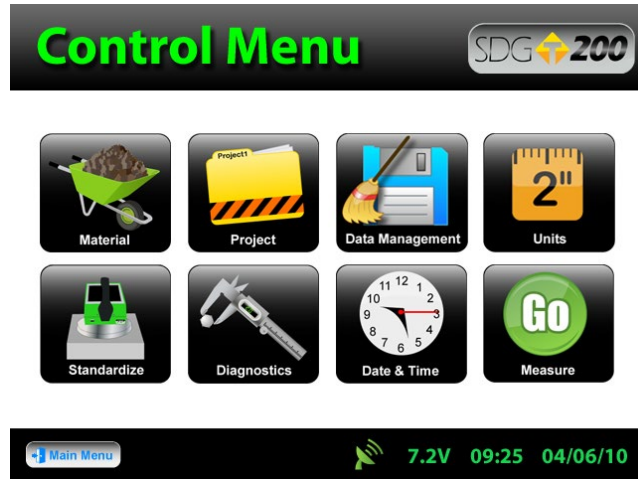 Control Menu
SDG 200
Project1
2"
Material
Project
Data Management
Units
12
11
1
10
2
9
3
8
4
7
5
6
Go
Standardize
Diagnostics
Date & Time
Measure
Main Menu
7.2V 09:25 04/06/10